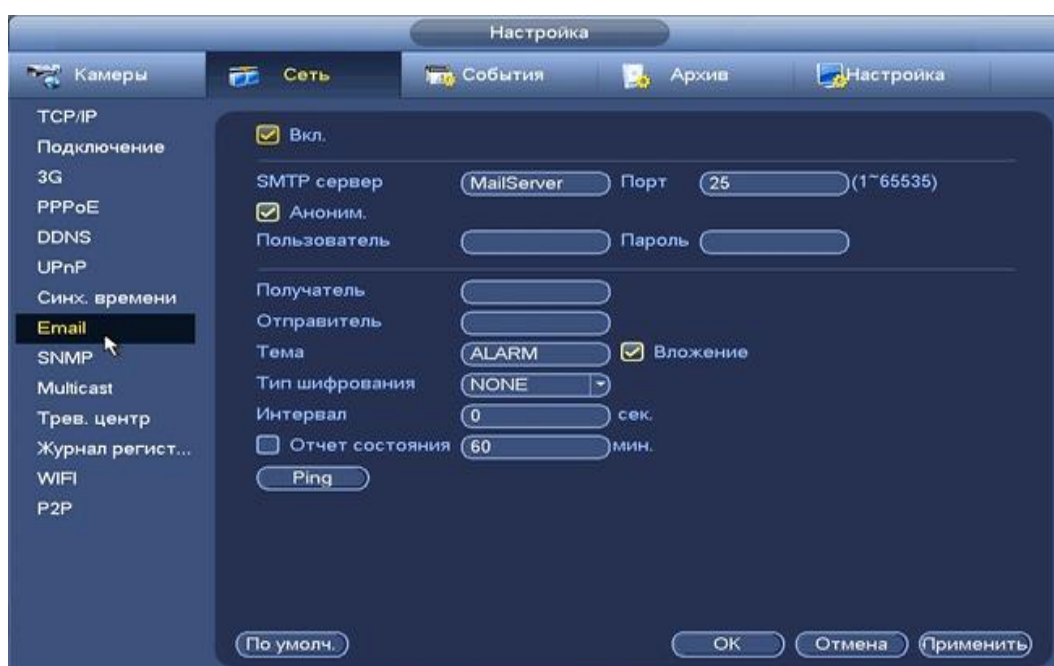 Настройка
Камеры
Сеть
События
Архив
Настройка
TCP/IP
Подключение
3G
PPPoE
DDNS
UPnP
Синх. времени
Email
SNMP
Multicast
Трев. центр
Журнал регист...
WIFI
P2P
Вкл.
SMTP сервер MailServer Порт 25 (1~65535)
Аноним.
Пользователь Пароль
Получатель
Отправитель
Тема ALARM Вложение
Тип шифрования NONE
Интервал 0 сек.
Отчет состояния 60 мин.
Ping
По умолч. OK Отмена Применить